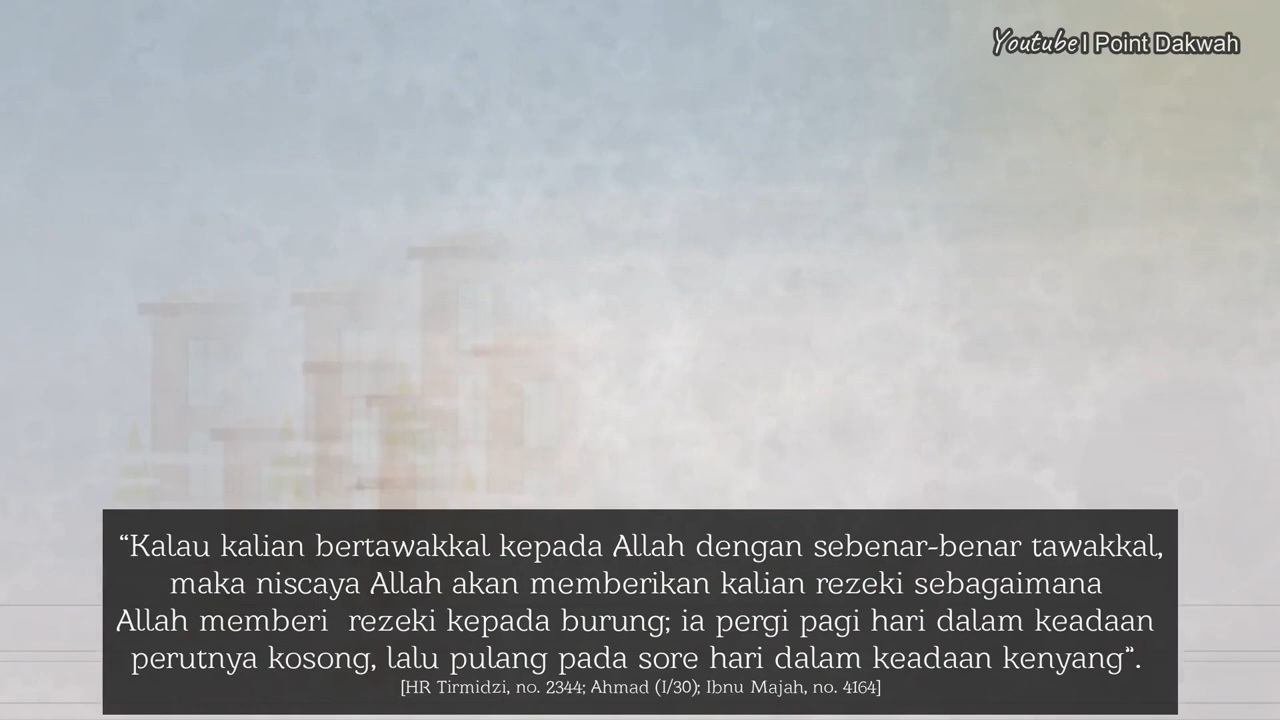 Youtube | Point Dakwah
“Kalau kalian bertawakkal kepada Allah dengan sebenar-benar tawakkal,
maka niscaya Allah akan memberikan kalian rezeki sebagaimana
Allah memberi rezeki kepada burung; ia pergi pagi hari dalam keadaan
perutnya kosong, lalu pulang pada sore hari dalam keadaan kenyang”.
[HR Tirmidzi, no. 2344; Ahmad (I/30); Ibnu Majah, no. 4164]